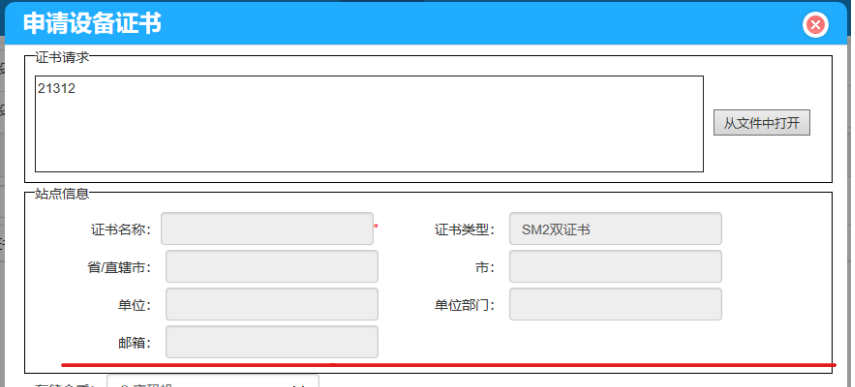 申请设备证书
证书请求
21312
从文件中打开
站点信息
证书名称： *
证书类型： SM2双证书
省/直辖市：
市：
单位：
单位部门：
邮箱：